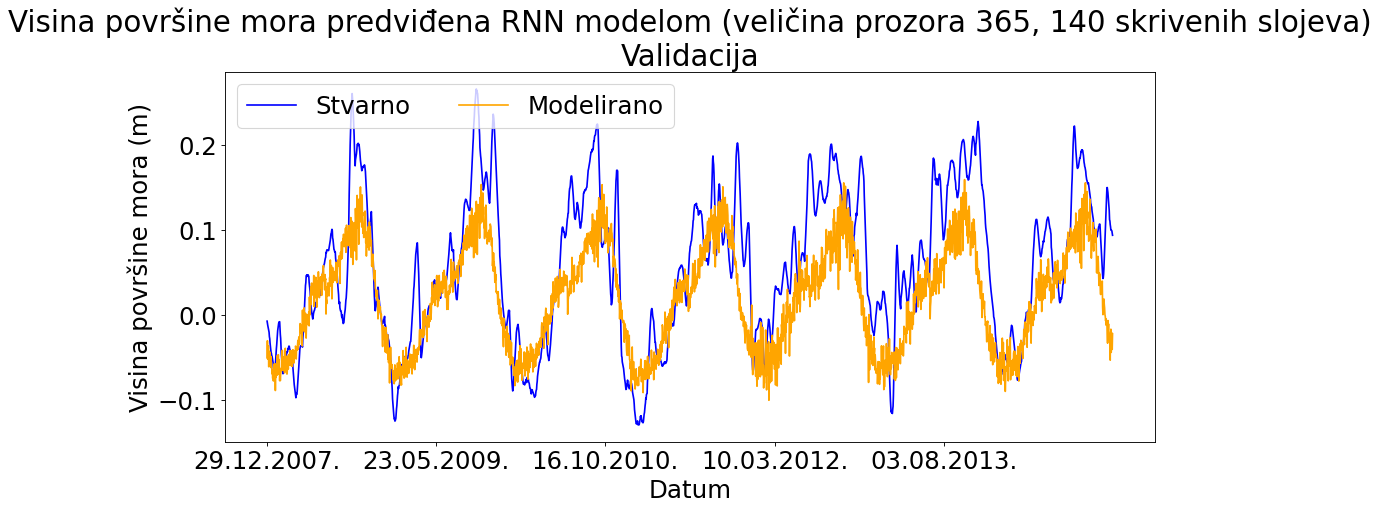 Visina površine mora predviđena RNN modelom (veličina prozora 365, 140 skrivenih slojeva)
Validacija
Stvarno
Modelirano
Visina površine mora (m)
0.2
0.1
0.0
−0.1
29.12.2007.
23.05.2009.
16.10.2010.
10.03.2012.
03.08.2013.
Datum